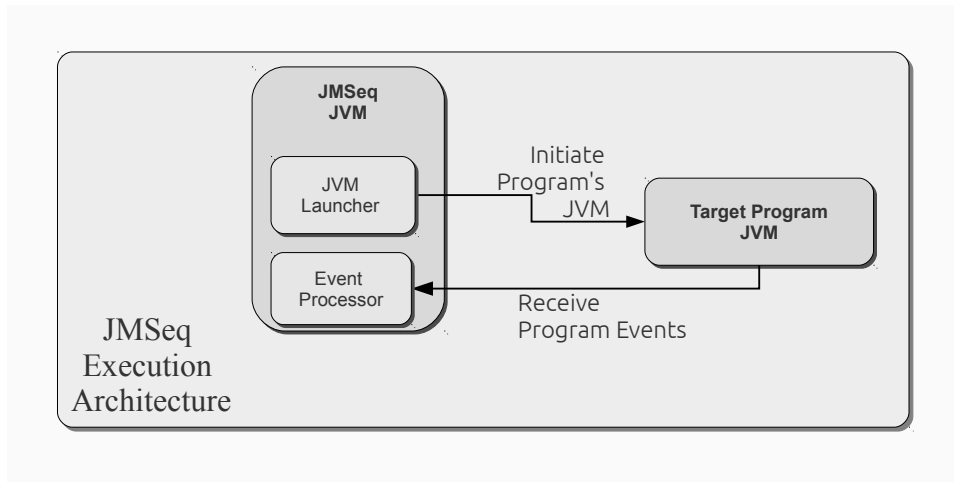 JMSeq
JVM
JVM
Launcher
Initiate
Program's
JVM
Target Program
JVM
Event
Processor
Receive
Program Events
JMSeq
Execution
Architecture